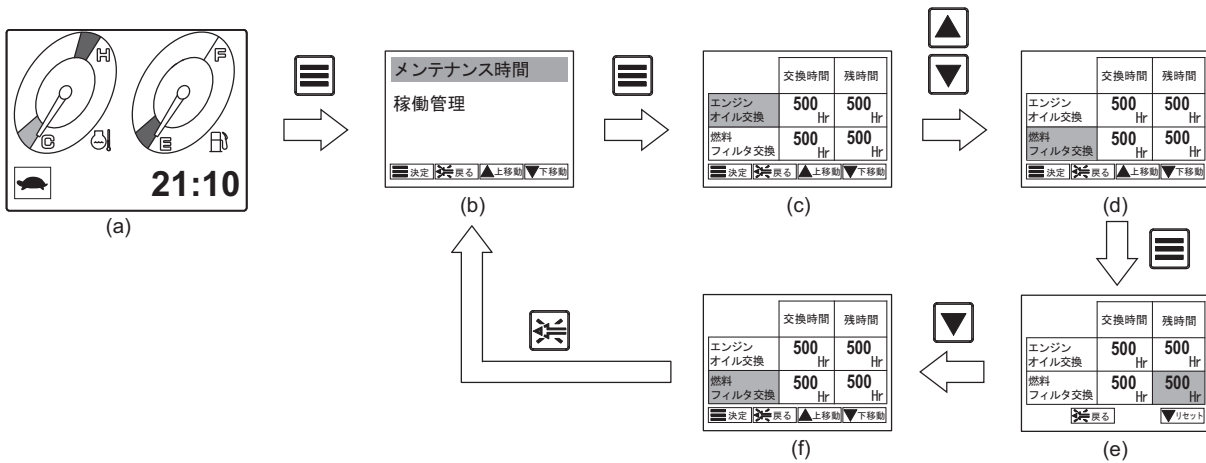 H
F
C
E
21:10
(a)
メンテナンス時間
稼働管理
決定 戻る ▲上移動 ▼下移動
(b)
交換時間 残時間
エンジン
オイル交換
500 Hr 500 Hr
燃料
フィルタ交換
500 Hr 500 Hr
決定 戻る ▲上移動 ▼下移動
(c)
交換時間 残時間
エンジン
オイル交換
500 Hr 500 Hr
燃料
フィルタ交換
500 Hr 500 Hr
決定 戻る ▲上移動 ▼下移動
(d)
交換時間 残時間
エンジン
オイル交換
500 Hr 500 Hr
燃料
フィルタ交換
500 Hr 500 Hr
戻る ▼リセット
(e)
交換時間 残時間
エンジン
オイル交換
500 Hr 500 Hr
燃料
フィルタ交換
500 Hr 500 Hr
決定 戻る ▲上移動 ▼下移動
(f)